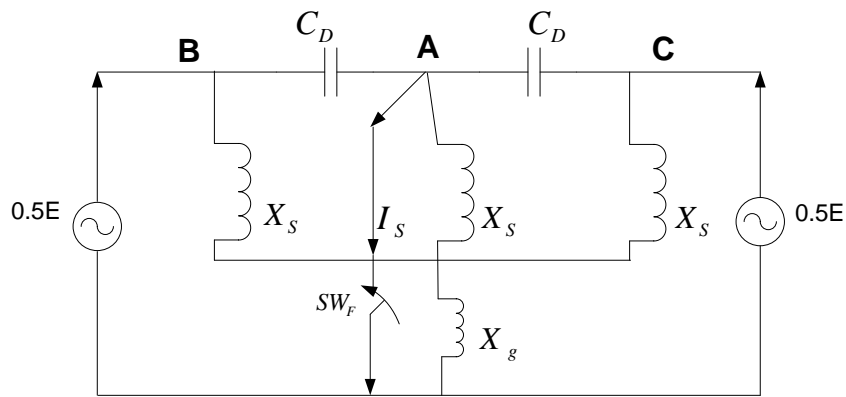 C_D
C_D
B
A
C
0.5E
X_S
I_S
X_S
X_S
0.5E
SW_F
X_g